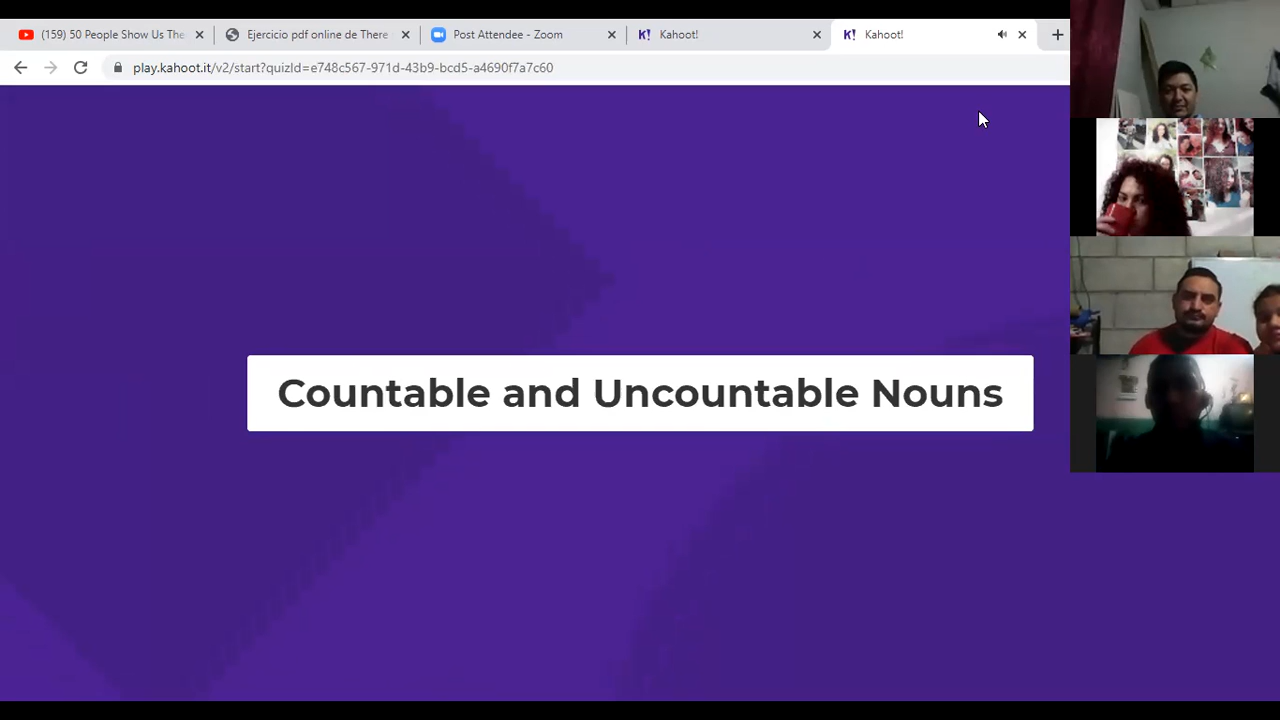 (159) 50 People Show Us The
Ejercicio pdf online de There
Post Attendee - Zoom
K! Kahoot!
K! Kahoot!
play.kahoot.it/v2/start?quizId=e748c567-971d-43b9-bcd5-a4690f7a7c60
Countable and Uncountable Nouns